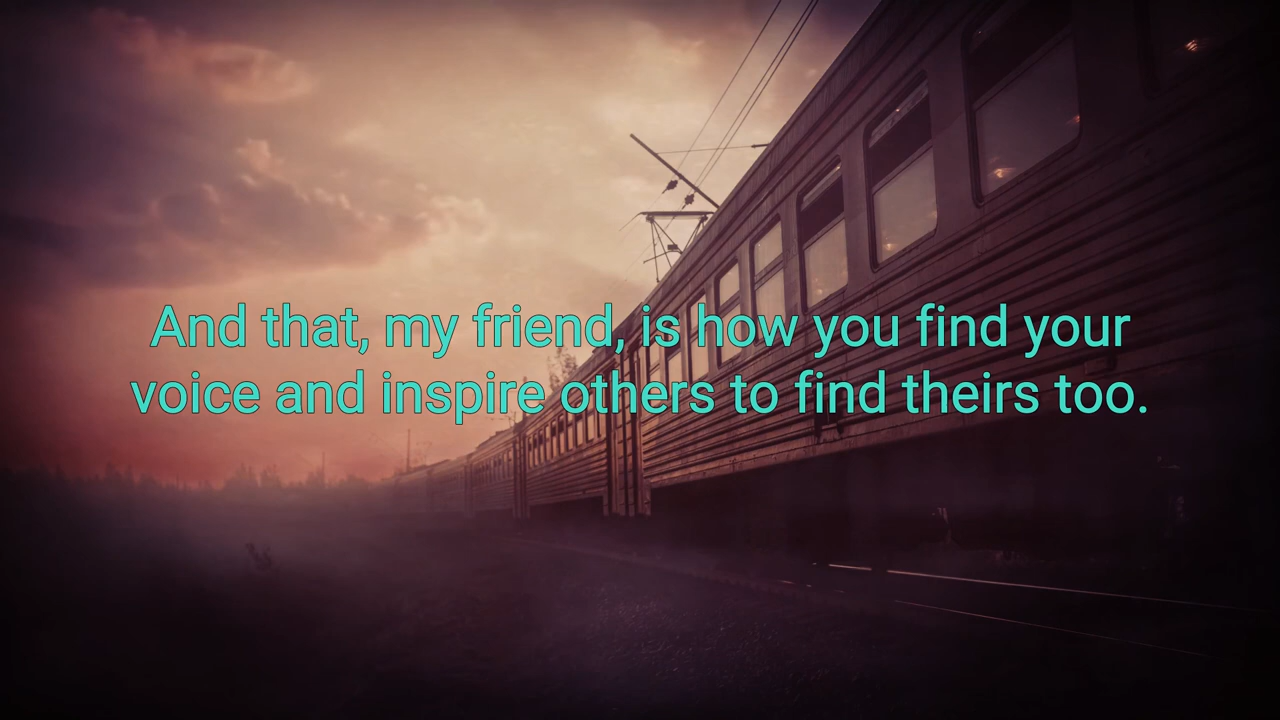 And that, my friend, is how you find your
voice and inspire others to find theirs too.